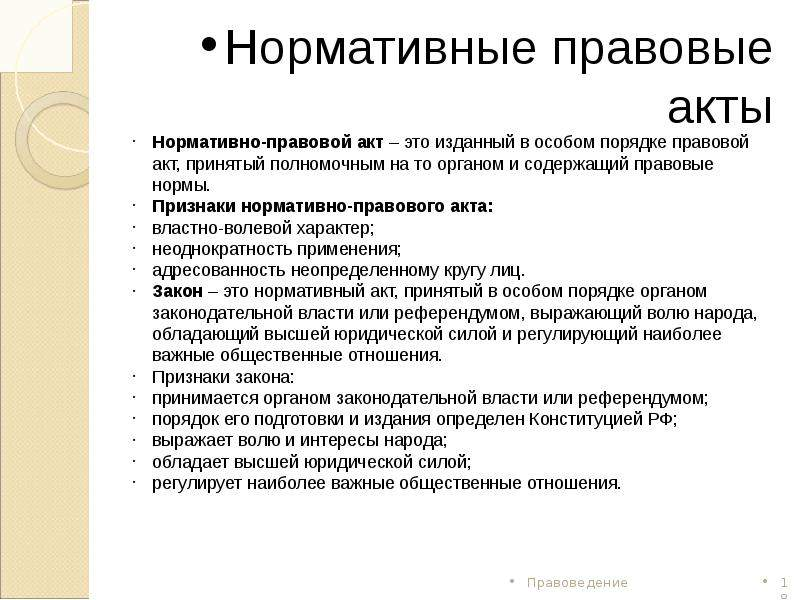 • Нормативные правовые
акты
· Нормативно-правовой акт – это изданный в особом порядке правовой
акт, принятый полномочным на то органом и содержащий правовые
нормы.
· Признаки нормативно-правового акта:
· властно-волевой характер;
· неоднократность применения;
· адресованность неопределенному кругу лиц.
· Закон – это нормативный акт, принятый в особом порядке органом
законодательной власти или референдумом, выражающий волю народа,
обладающий высшей юридической силой и регулирующий наиболее
важные общественные отношения.
· Признаки закона:
· принимается органом законодательной власти или референдумом;
· порядок его подготовки и издания определен Конституцией РФ;
· выражает волю и интересы народа;
· обладает высшей юридической силой;
· регулирует наиболее важные общественные отношения.
• Правоведение